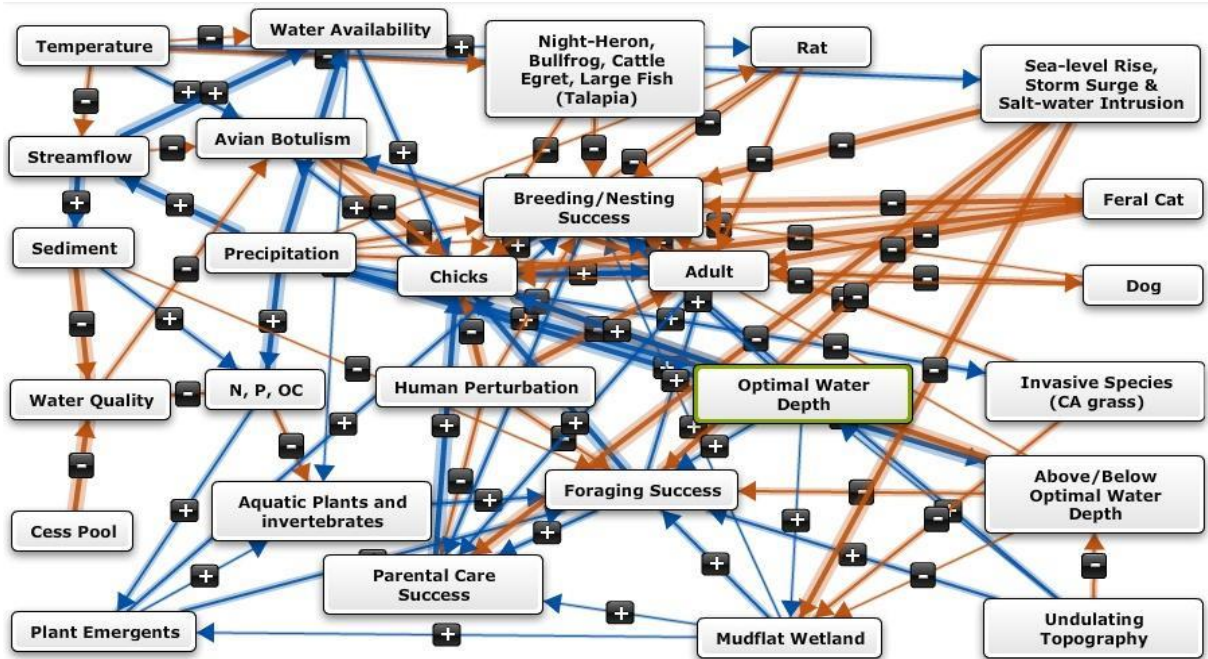 Temperature
Water Availability
Night-Heron,
Bullfrog, Cattle
Egret, Large Fish
(Talapia)
Rat
Sea-level Rise,
Storm Surge &
Salt-water Intrusion
Streamflow
Avian Botulism
Breeding/Nesting
Success
Feral Cat
Sediment
Precipitation
Chicks
Adult
Dog
Water Quality
N, P, OC
Human Perturbation
Optimal Water
Depth
Invasive Species
(CA grass)
Cess Pool
Aquatic Plants and
invertebrates
Foraging Success
Above/Below
Optimal Water
Depth
Parental Care
Success
Plant Emergents
Mudflat Wetland
Undulating
Topography